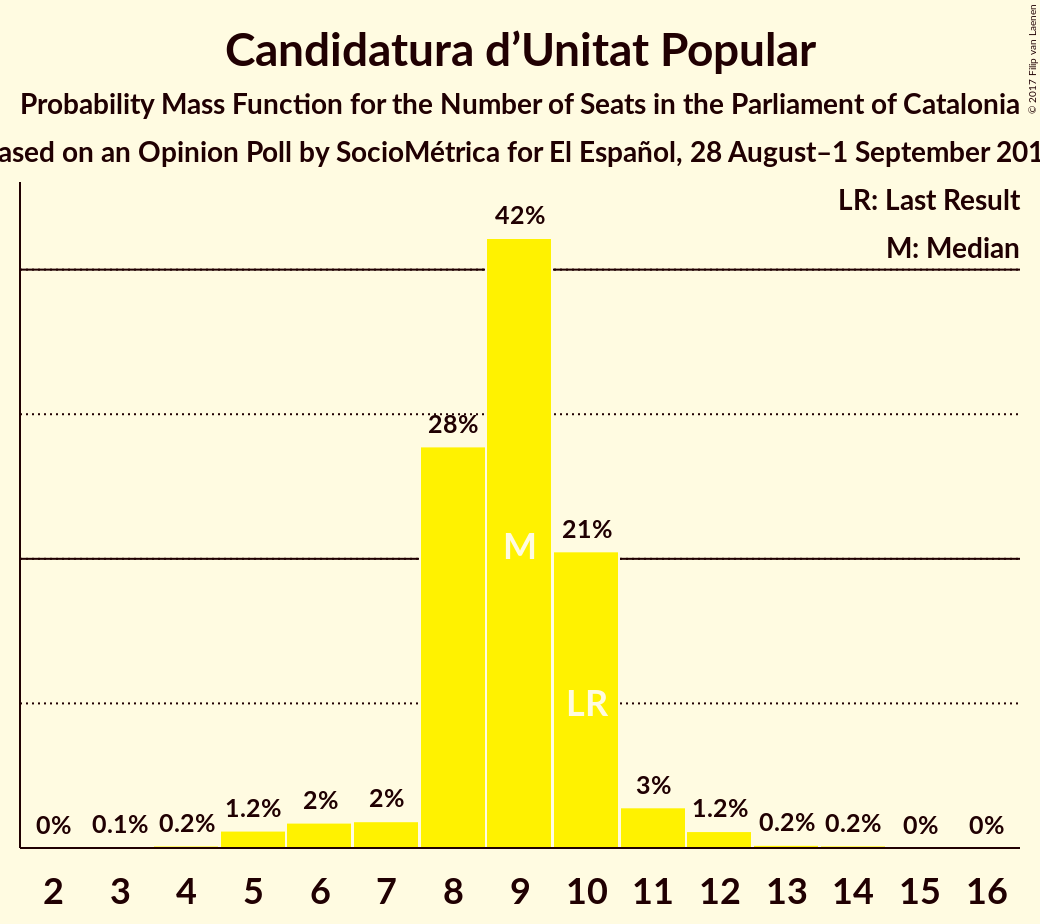 Candidatura d’Unitat Popular
Probability Mass Function for the Number of Seats in the Parliament of Catalonia
ased on an Opinion Poll by SocioMétrica for El Español, 28 August–1 September 201
© 2017 Filip van Laenen
LR: Last Result
M: Median
42%
28%
21%
M
LR
0% 0.1% 0.2% 1.2% 2% 2% 3% 1.2% 0.2% 0.2% 0% 0%
2 3 4 5 6 7 8 9 10 11 12 13 14 15 16